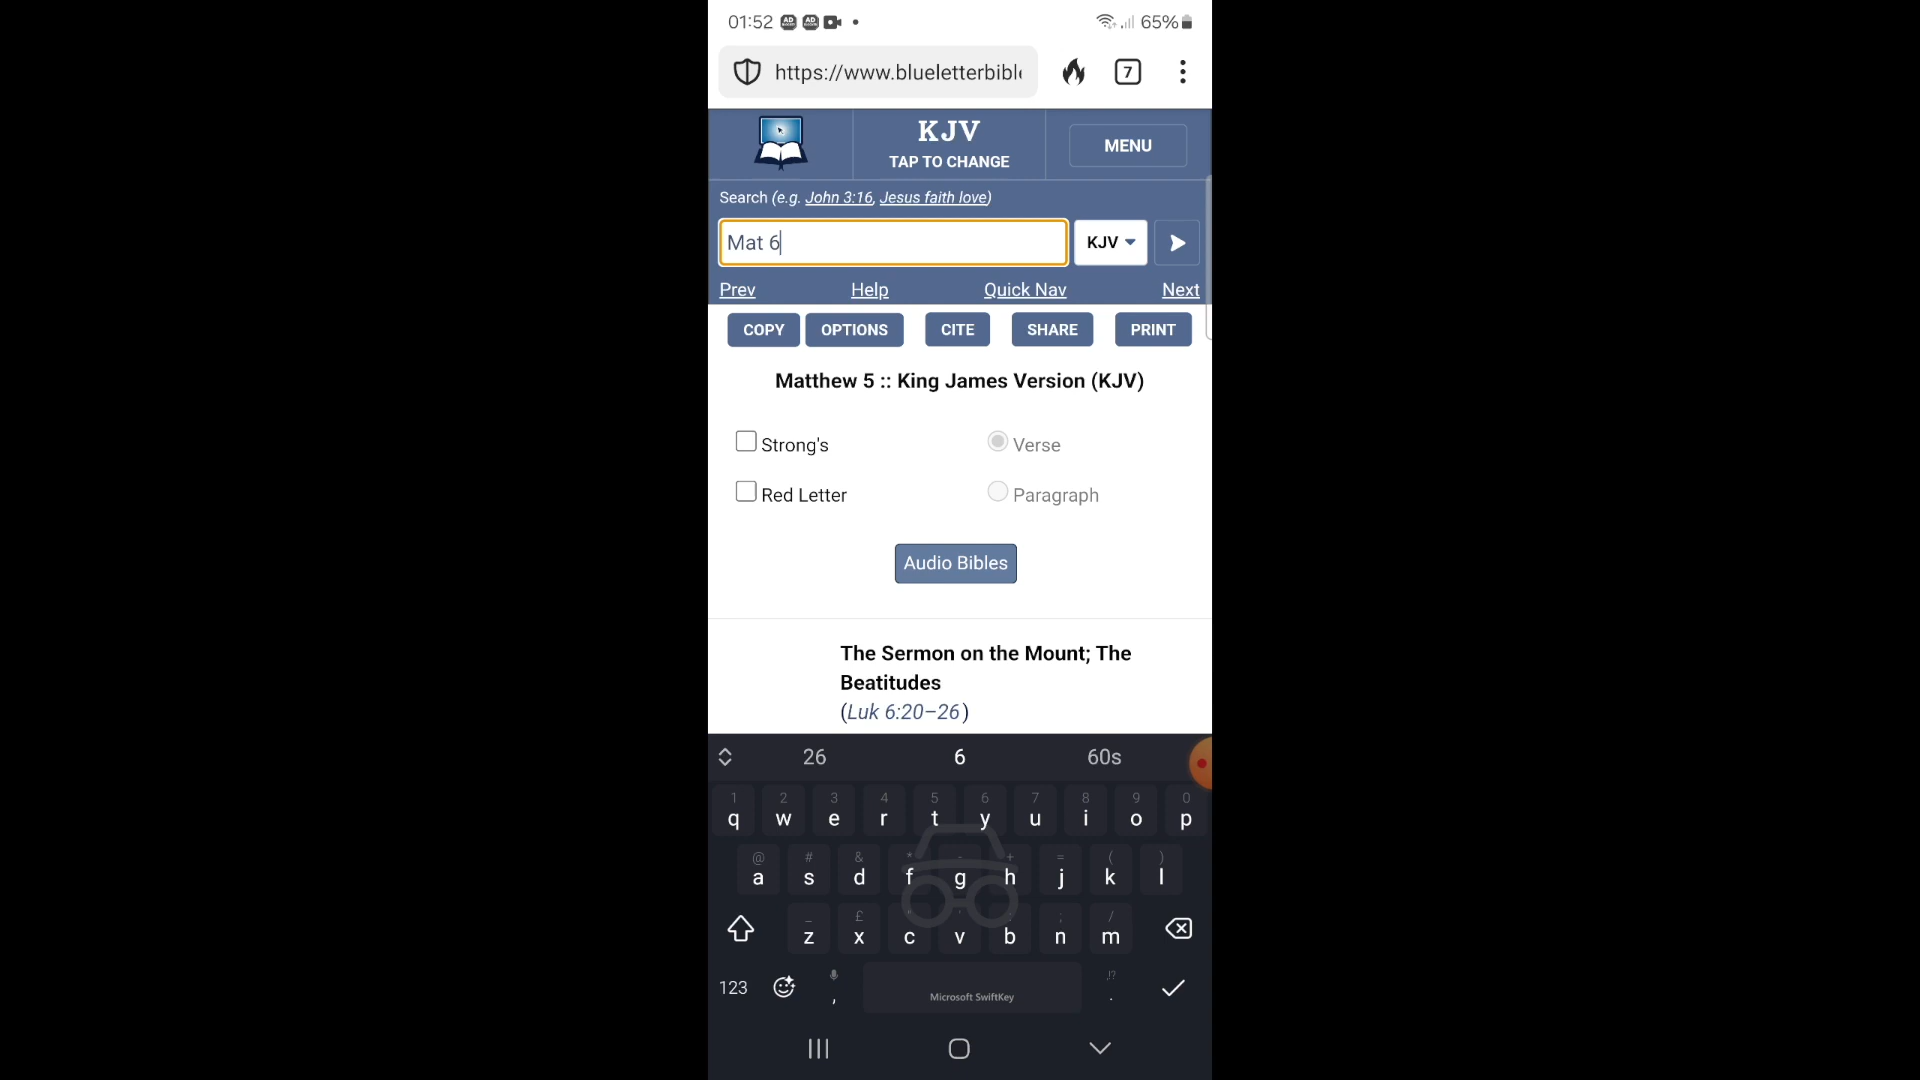 01:52 65%
https://www.blueletterbibl
7
KJV
TAP TO CHANGE
MENU
Search (e.g. John 3:16, Jesus faith love)
Mat 6
KJV
Prev Help Quick Nav Next
COPY OPTIONS CITE SHARE PRINT
Matthew 5 :: King James Version (KJV)
Strong's Verse
Red Letter Paragraph
Audio Bibles
The Sermon on the Mount; The
Beatitudes
(Luk 6:20–26)
26 6 60s
1 2 3 4 5 6 7 8 9 0
q w e r t y u i o p
@ # & * - + = ( )
a s d f g h j k l
_ £ " ' : ; /
z x c v b n m
123 , Microsoft SwiftKey ,!? .